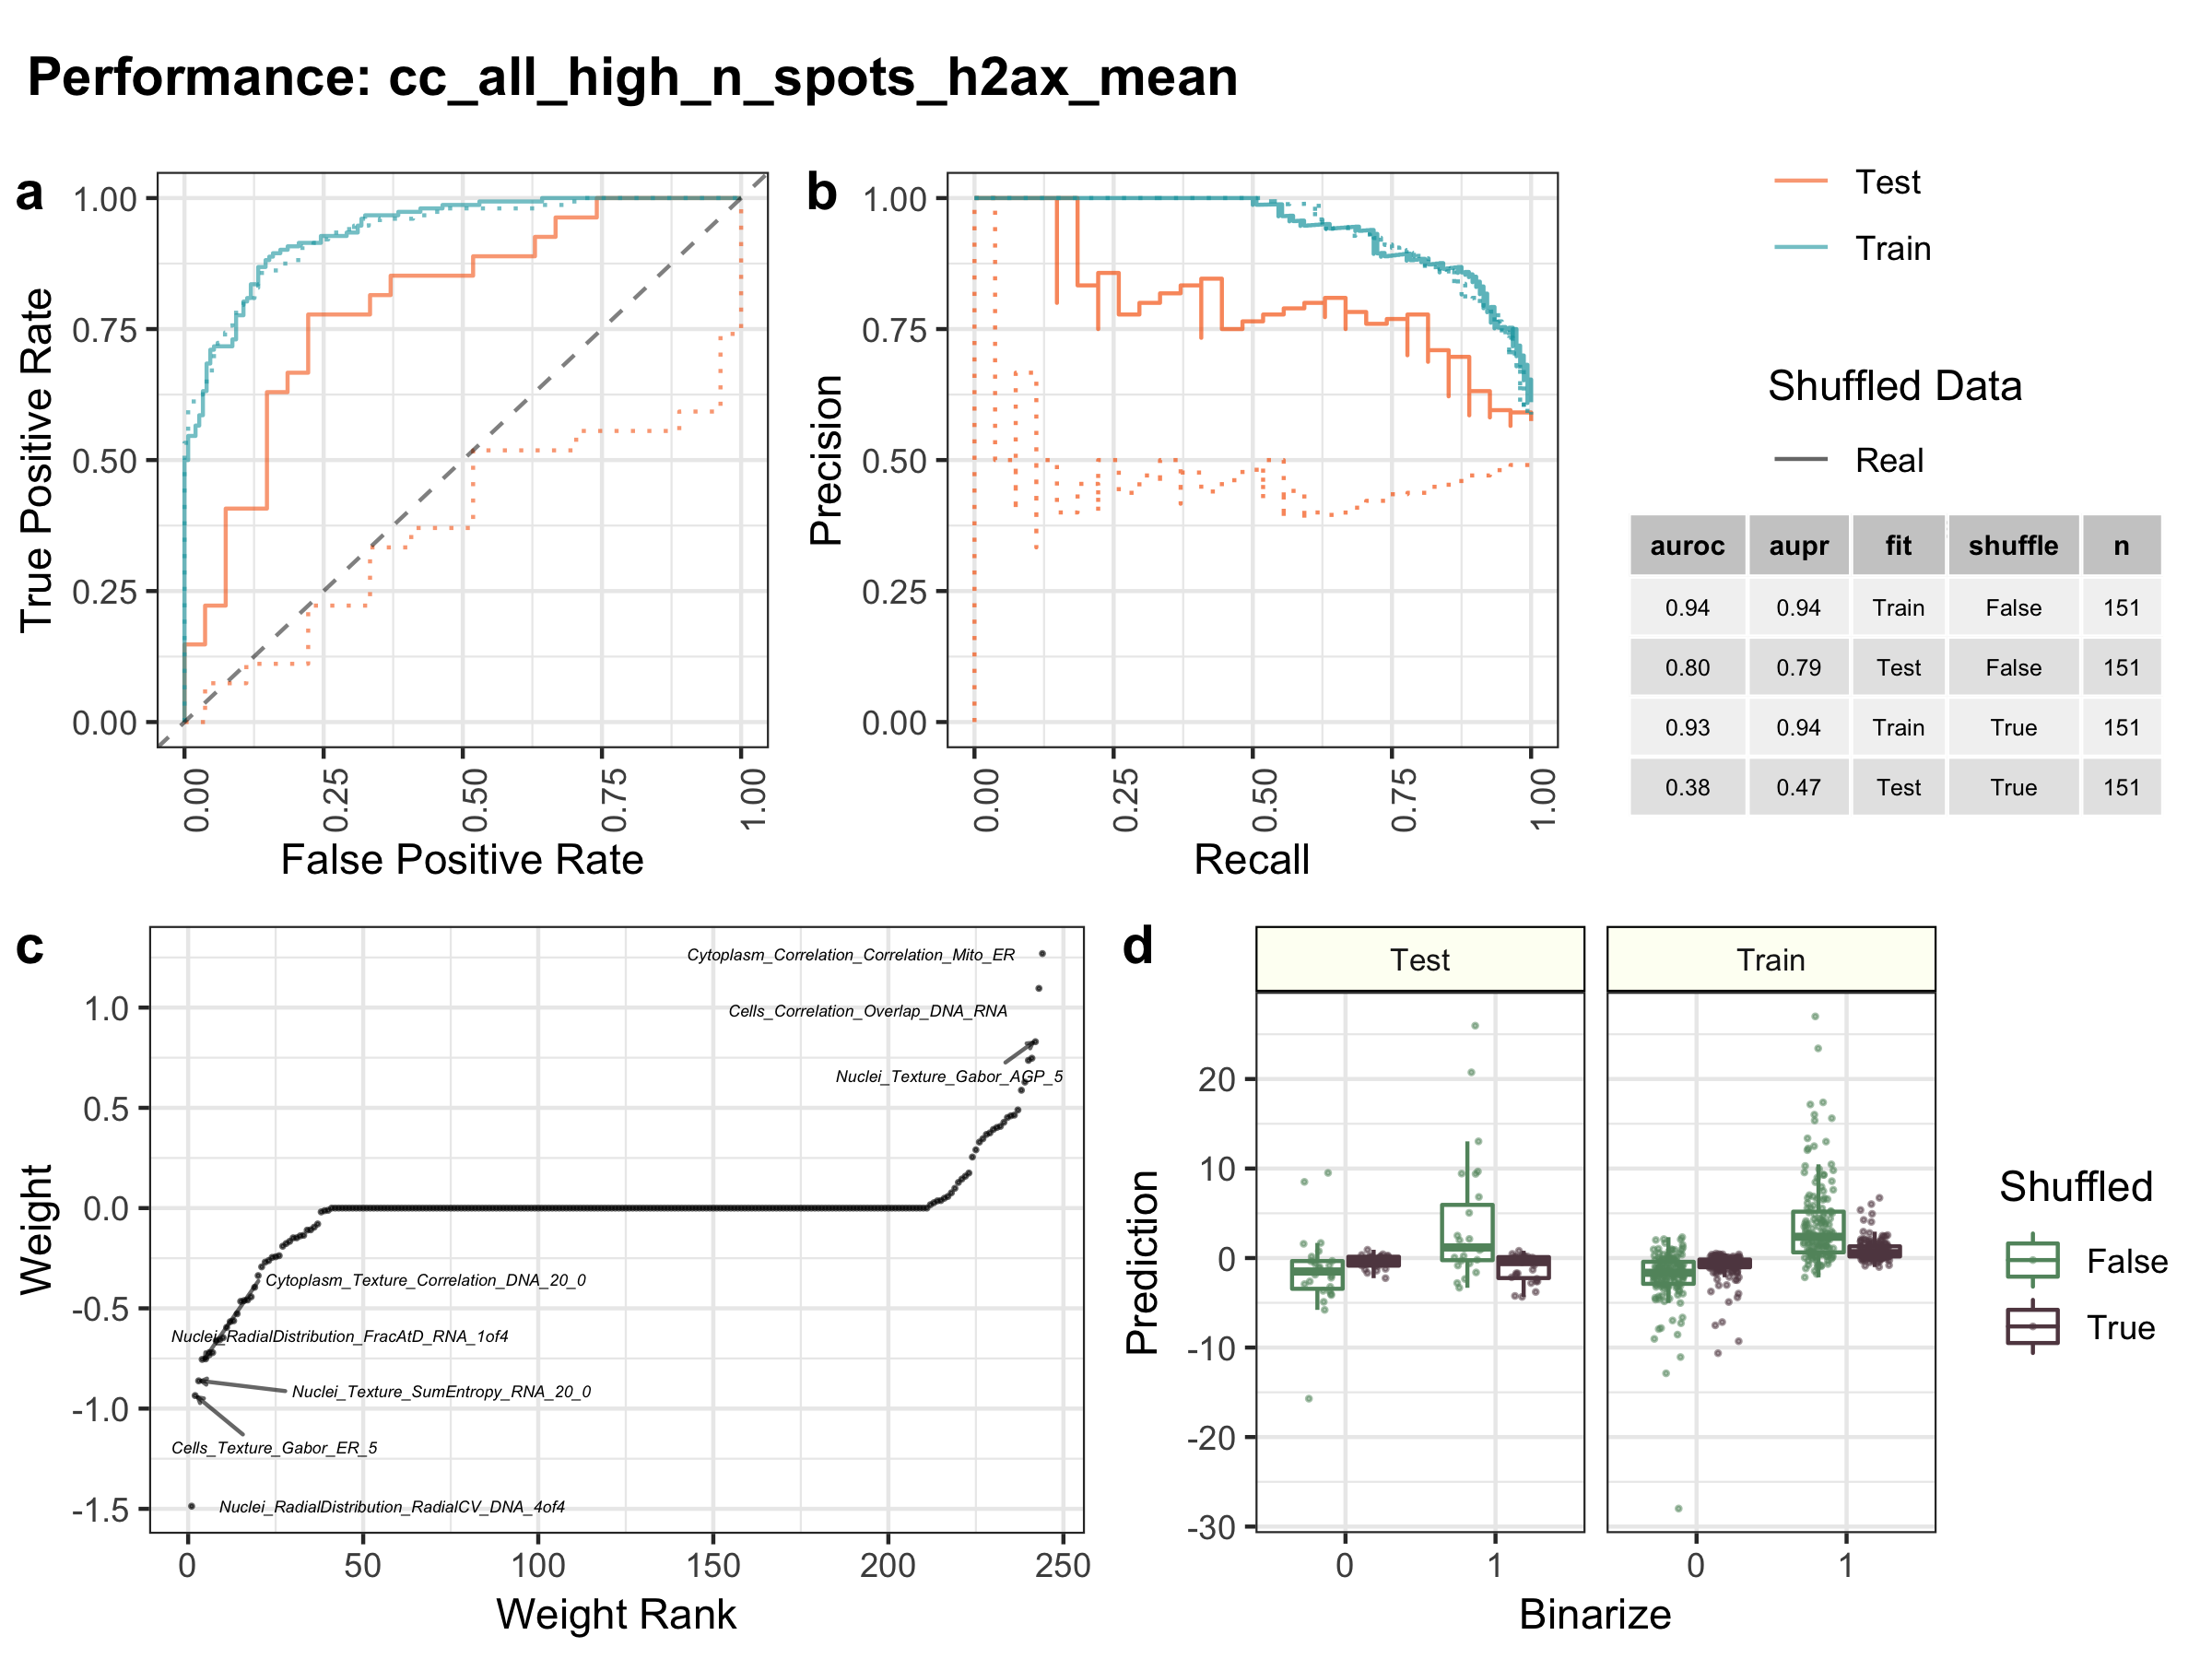 Performance: cc_all_high_n_spots_h2ax_mean
a
1.00
0.75
0.50
0.25
0.00
True Positive Rate
0.00
0.25
0.50
0.75
1.00
False Positive Rate
b
1.00
0.75
0.50
0.25
0.00
Precision
0.00
0.25
0.50
0.75
1.00
Recall
Test
Train
Shuffled Data
Real
auroc aupr fit shuffle n
0.94 0.94 Train False 151
0.80 0.79 Test False 151
0.93 0.94 Train True 151
0.38 0.47 Test True 151
c
1.0
0.5
0.0
-0.5
-1.0
-1.5
Weight
Cytoplasm_Correlation_Correlation_Mito_ER
Cells_Correlation_Overlap_DNA_RNA
Nuclei_Texture_Gabor_AGP_5
Cytoplasm_Texture_Correlation_DNA_20_0
Nuclei_RadialDistribution_FracAtD_RNA_1of4
Nuclei_Texture_SumEntropy_RNA_20_0
Cells_Texture_Gabor_ER_5
Nuclei_RadialDistribution_RadialCV_DNA_4of4
0 50 100 150 200 250
Weight Rank
d
Test Train
20
10
0
-10
-20
-30
Prediction
0 1 0 1
Binarize
Shuffled
False
True